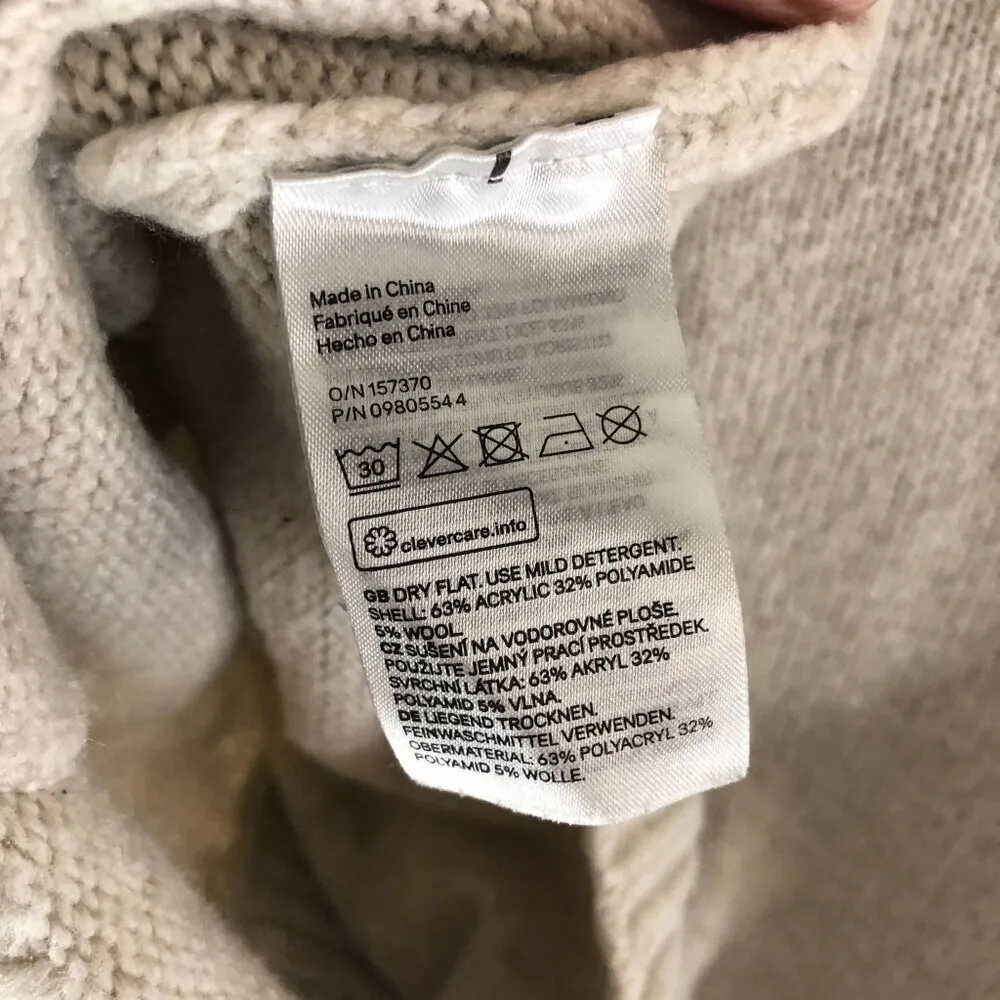 Made in China
Fabriqué en Chine
Hecho en China
O/N 157370
P/N 09805544
30
clevercare.info
GB DRY FLAT. USE MILD DETERGENT.
SHELL: 63% ACRYLIC 32% POLYAMIDE
5% WOOL.
CZ SUŠENÍ NA VODOROVNÉ PLOŠE.
POUŽIJTE JEMNÝ PRACÍ PROSTŘEDEK.
SVRCHNÍ LÁTKA: 63% AKRYL 32%
POLYAMID 5% VLNA.
DE LIEGEND TROCKNEN.
FEINWASCHMITTEL VERWENDEN.
OBERMATERIAL: 63% POLYACRYL 32%
POLYAMID 5% WOLLE.